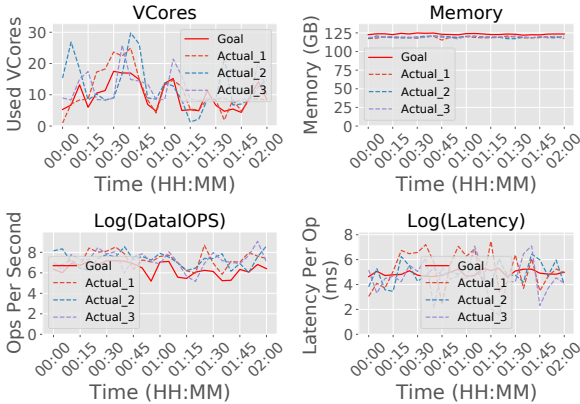 VCores
Used VCores
30
20
10
0
Goal
Actual_1
Actual_2
Actual_3
00:00
00:15
00:30
00:45
01:00
01:15
01:30
01:45
02:00
Time (HH:MM)
Memory
Memory (GB)
125
100
75
50
25
0
Goal
Actual_1
Actual_2
Actual_3
00:00
00:15
00:30
00:45
01:00
01:15
01:30
01:45
02:00
Time (HH:MM)
Log(DataIOPS)
Ops Per Second
8
6
4
2
0
Goal
Actual_1
Actual_2
Actual_3
00:00
00:15
00:30
00:45
01:00
01:15
01:30
01:45
02:00
Time (HH:MM)
Log(Latency)
Latency Per Op
(ms)
8
6
4
2
0
Goal
Actual_1
Actual_2
Actual_3
00:00
00:15
00:30
00:45
01:00
01:15
01:30
01:45
02:00
Time (HH:MM)